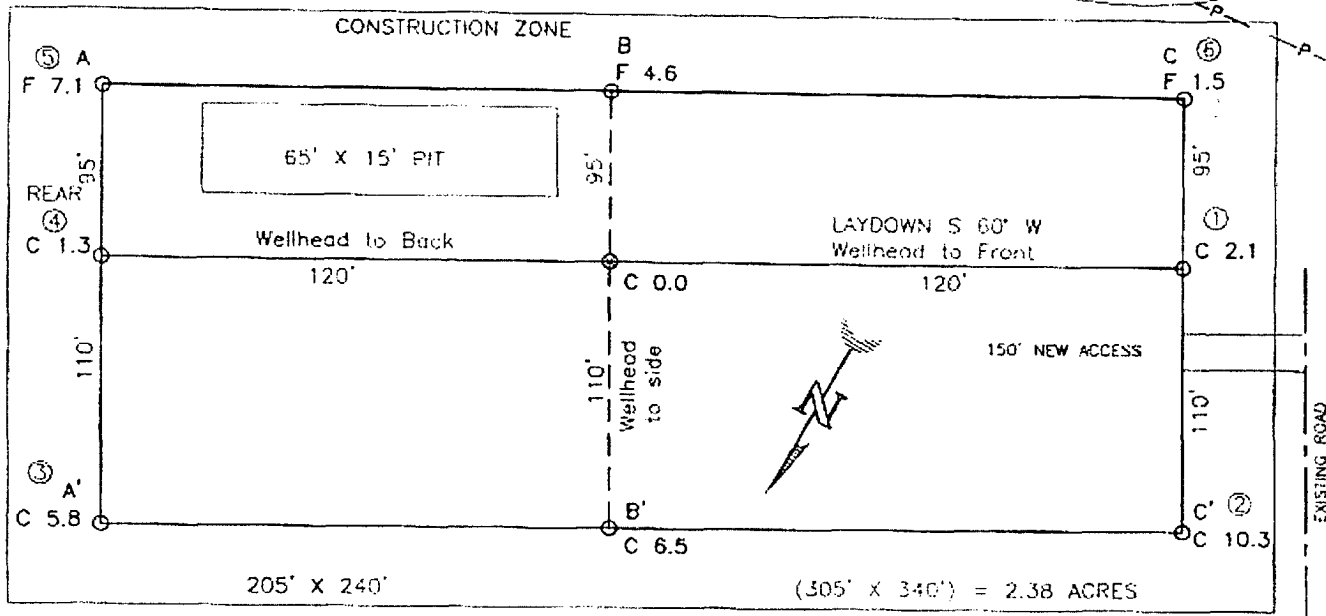 CONSTRUCTION ZONE
P
P
⑤ A
F 7.1
B
F 4.6
C ⑥
F 1.5
65' X 15' PIT
95'
95'
95'
REAR
④
C 1.3
Wellhead to Back
120'
C 0.0
LAYDOWN S 60° W
Wellhead to Front
120'
①
C 2.1
110'
110'
Wellhead
to side
N
150' NEW ACCESS
110'
EXISTING ROAD
③
A'
C 5.8
B'
C 6.5
C' ②
C 10.3
205' X 240'
(305' X 340') = 2.38 ACRES